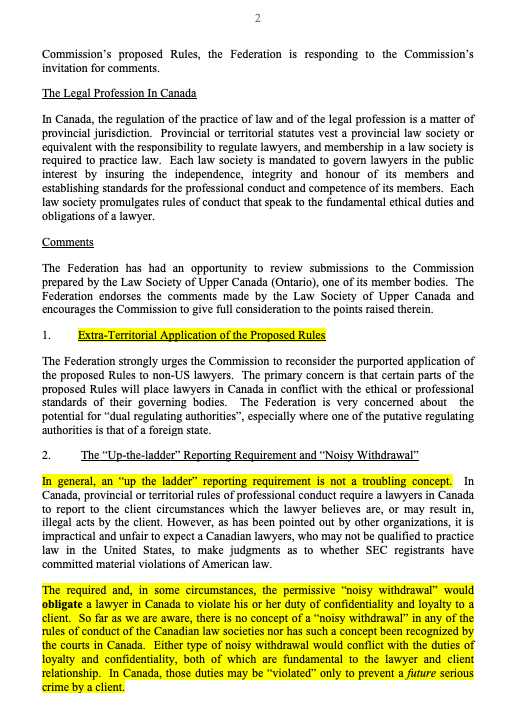 2
Commission's proposed Rules, the Federation is responding to the Commission's
invitation for comments.
The Legal Profession In Canada
In Canada, the regulation of the practice of law and of the legal profession is a matter of
provincial jurisdiction. Provincial or territorial statutes vest a provincial law society or
equivalent with the responsibility to regulate lawyers, and membership in a law society is
required to practice law. Each law society is mandated to govern lawyers in the public
interest by insuring the independence, integrity and honour of its members and
establishing standards for the professional conduct and competence of its members. Each
law society promulgates rules of conduct that speak to the fundamental ethical duties and
obligations of a lawyer.
Comments
The Federation has had an opportunity to review submissions to the Commission
prepared by the Law Society of Upper Canada (Ontario), one of its member bodies. The
Federation endorses the comments made by the Law Society of Upper Canada and
encourages the Commission to give full consideration to the points raised therein.
1. Extra-Territorial Application of the Proposed Rules
The Federation strongly urges the Commission to reconsider the purported application of
the proposed Rules to non-US lawyers. The primary concern is that certain parts of the
proposed Rules will place lawyers in Canada in conflict with the ethical or professional
standards of their governing bodies. The Federation is very concerned about the
potential for “dual regulating authorities”, especially where one of the putative regulating
authorities is that of a foreign state.
2. The “Up-the-ladder” Reporting Requirement and “Noisy Withdrawal”
In general, an “up the ladder” reporting requirement is not a troubling concept. In
Canada, provincial or territorial rules of professional conduct require a lawyers in Canada
to report to the client circumstances which the lawyer believes are, or may result in,
illegal acts by the client. However, as has been pointed out by other organizations, it is
impractical and unfair to expect a Canadian lawyers, who may not be qualified to practice
law in the United States, to make judgments as to whether SEC registrants have
committed material violations of American law.
The required and, in some circumstances, the permissive “noisy withdrawal” would
obligate a lawyer in Canada to violate his or her duty of confidentiality and loyalty to a
client. So far as we are aware, there is no concept of a “noisy withdrawal” in any of the
rules of conduct of the Canadian law societies nor has such a concept been recognized by
the courts in Canada. Either type of noisy withdrawal would conflict with the duties of
loyalty and confidentiality, both of which are fundamental to the lawyer and client
relationship. In Canada, those duties may be “violated” only to prevent a future serious
crime by a client.